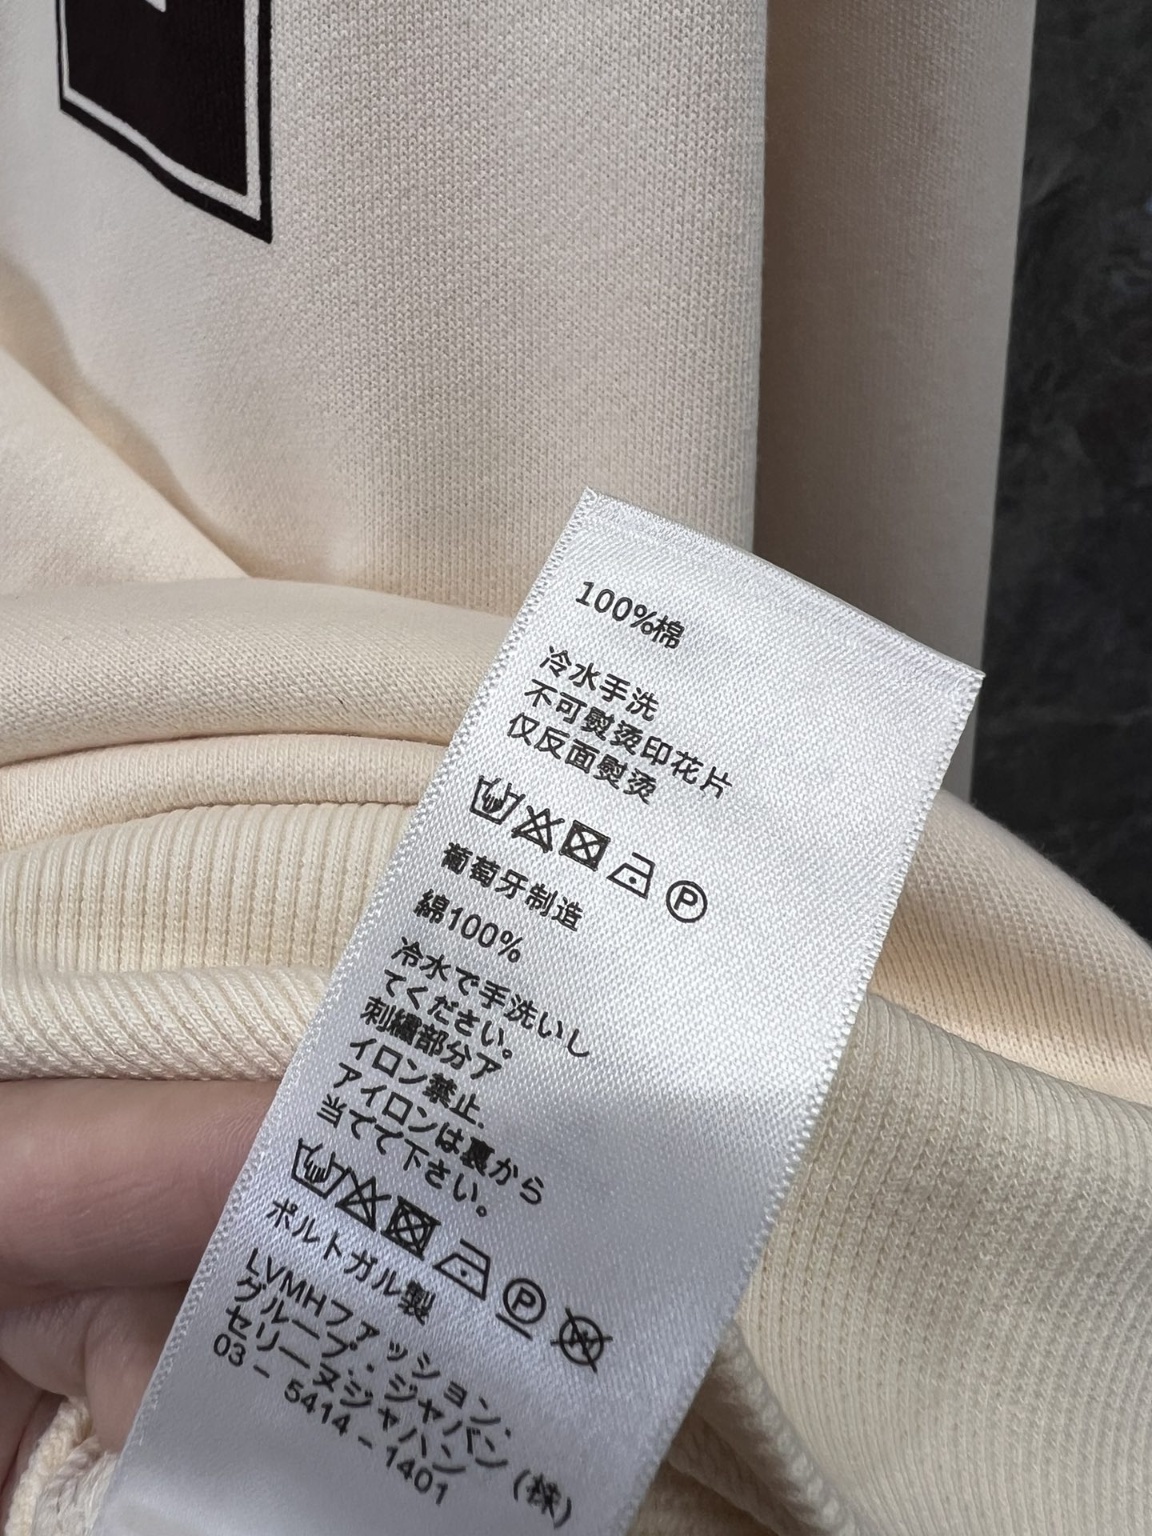 100%棉
冷水手洗
不可熨烫印花片
仅反面熨烫
P
葡萄牙制造
綿100%
冷水で手洗いし
てください。
刺繍部分ア
イロン禁止.
アイロンは裏から
当てて下さい。
P
W
ポルトガル製
LVMHファッション.
グループ.ジャパン
セリーヌジャハン (株)
03 - 5414 - 1401